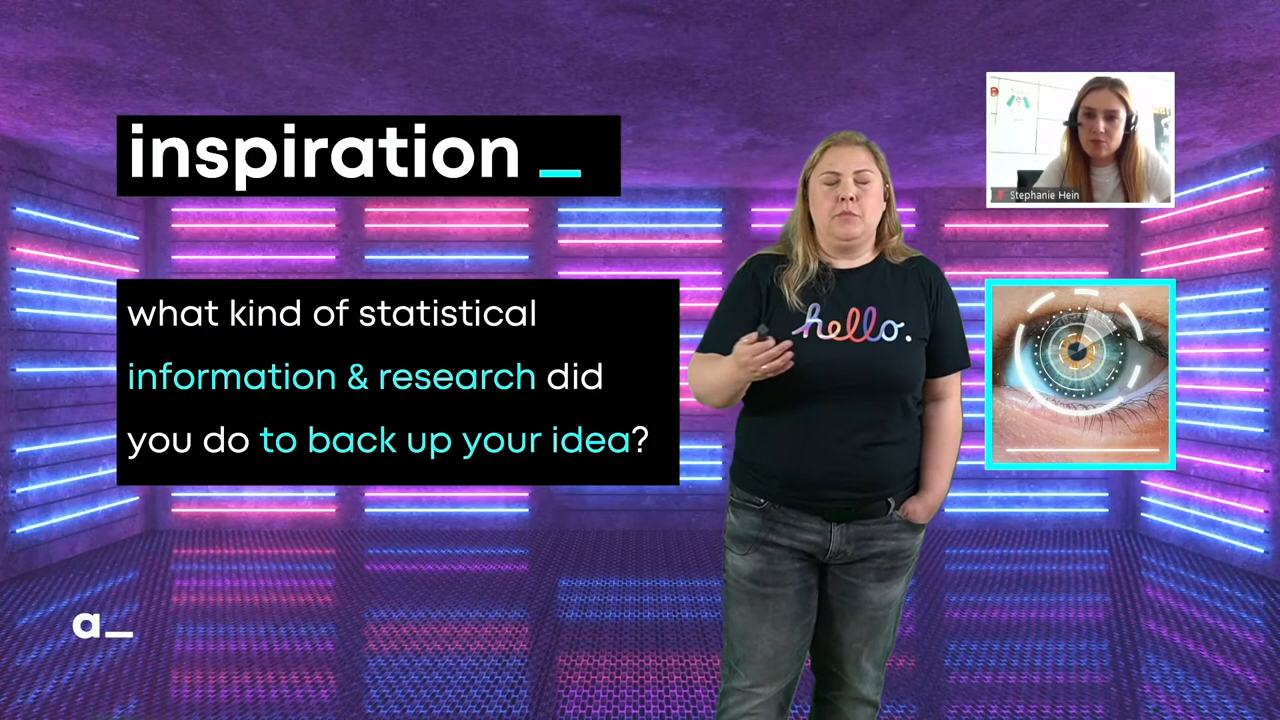 inspiration _
what kind of statistical
information & research did
you do to back up your idea?
hello.
Stephanie Hein
a_